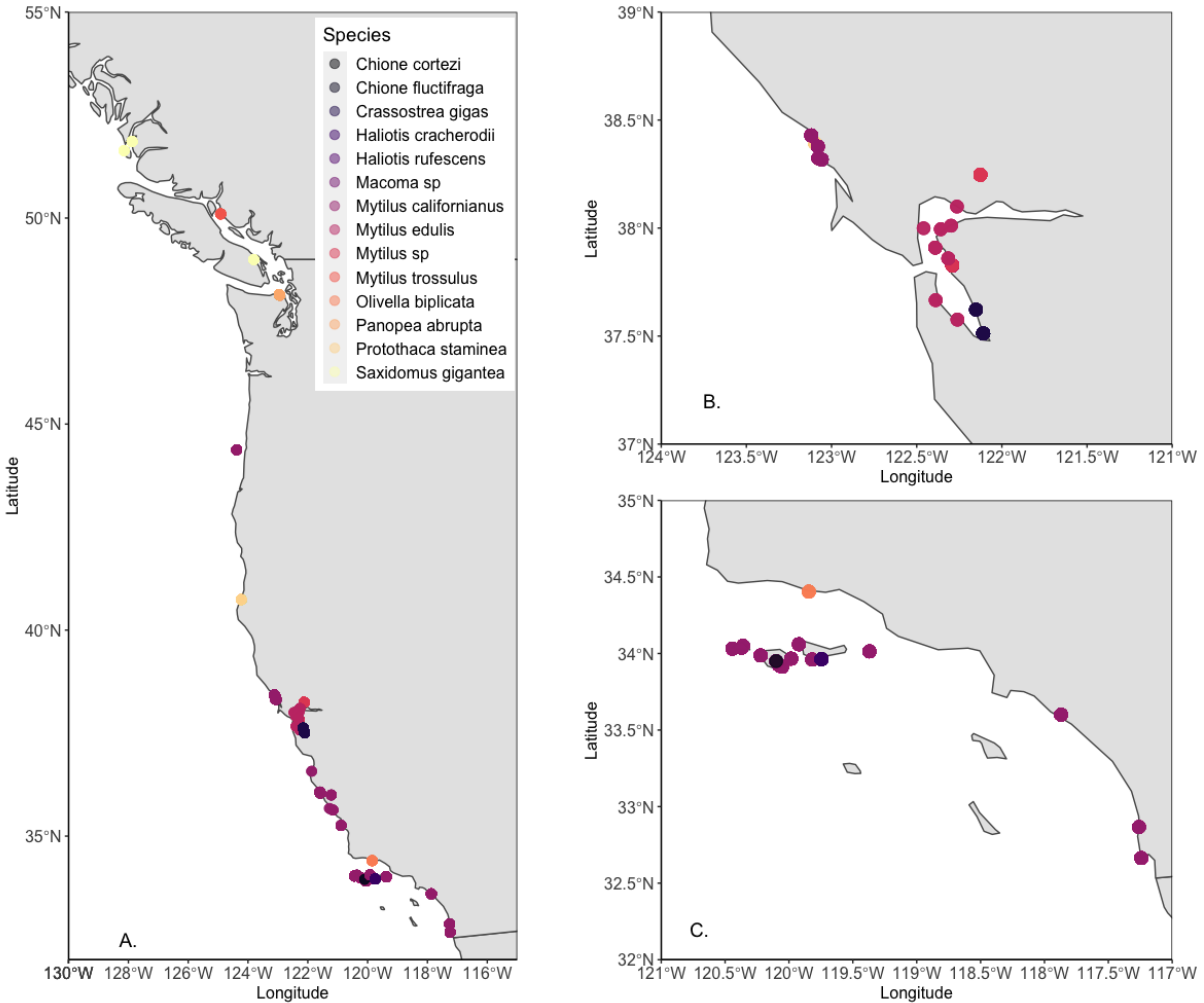 55°N
50°N
45°N
40°N
35°N
Latitude
130°W 128°W 126°W 124°W 122°W 120°W 118°W 116°W
Longitude
A.
Species
Chione cortezi
Chione fluctifraga
Crassostrea gigas
Haliotis cracherodii
Haliotis rufescens
Macoma sp
Mytilus californianus
Mytilus edulis
Mytilus sp
Mytilus trossulus
Olivella biplicata
Panopea abrupta
Protothaca staminea
Saxidomus gigantea
39°N
38.5°N
38°N
37.5°N
37°N
Latitude
124°W 123.5°W 123°W 122.5°W 122°W 121.5°W 121°W
Longitude
B.
35°N
34.5°N
34°N
33.5°N
33°N
32.5°N
32°N
Latitude
121°W 120.5°W 120°W 119.5°W 119°W 118.5°W 118°W 117.5°W 117°W
Longitude
C.